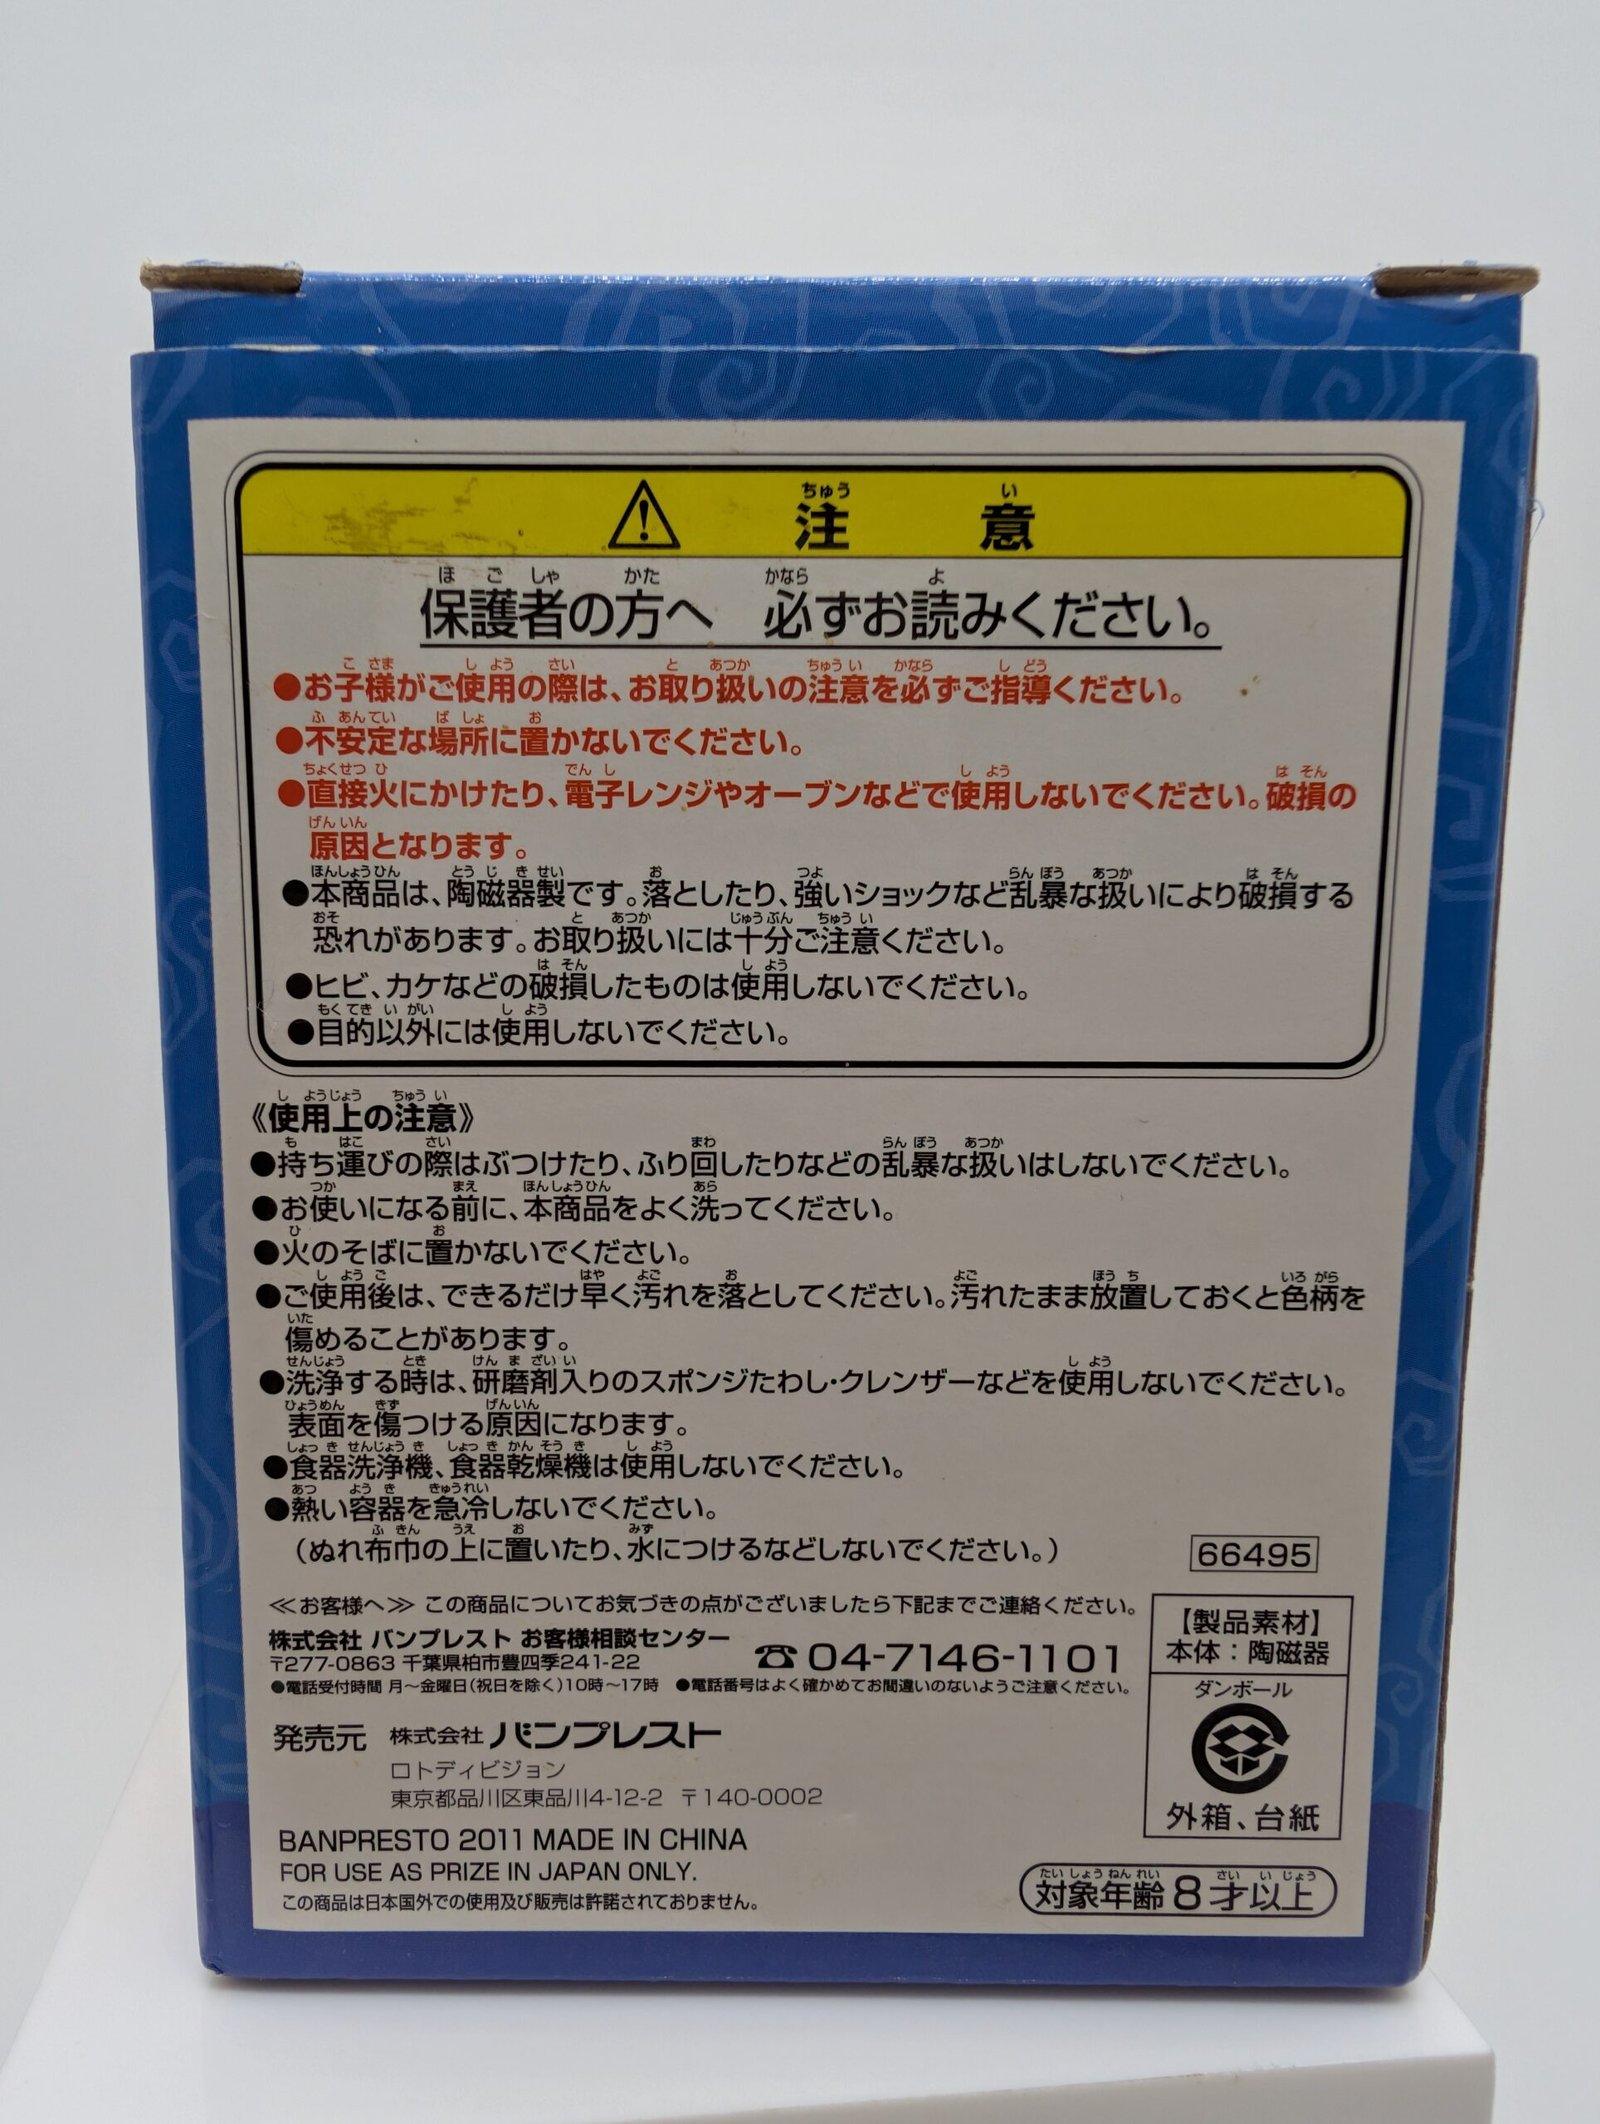 注意
保護者の方へ 必ずお読みください。
●お子様がご使用の際は、お取り扱いの注意を必ずご指導ください。
●不安定な場所に置かないでください。
●直接火にかけたり、電子レンジやオーブンなどで使用しないでください。破損の
原因となります。
●本商品は、陶磁器製です。落としたり、強いショックなど乱暴な扱いにより破損する
恐れがあります。お取り扱いには十分ご注意ください。
●ヒビ、カケなどの破損したものは使用しないでください。
●目的以外には使用しないでください。
《使用上の注意》
●持ち運びの際はぶつけたり、ふり回したりなどの乱暴な扱いはしないでください。
●お使いになる前に、本商品をよく洗ってください。
●火のそばに置かないでください。
●ご使用後は、できるだけ早く汚れを落としてください。汚れたまま放置しておくと色柄を
傷めることがあります。
●洗浄する時は、研磨剤入りのスポンジたわし・クレンザーなどを使用しないでください。
表面を傷つける原因になります。
●食器洗浄機、食器乾燥機は使用しないでください。
●熱い容器を急冷しないでください。
（ぬれ布巾の上に置いたり、水につけるなどしないでください。）
66495
≪お客様へ≫ この商品についてお気づきの点がございましたら下記までご連絡ください。
株式会社 バンプレスト お客様相談センター
〒277-0863 千葉県柏市豊四季241-22
☎04-7146-1101
●電話受付時間 月〜金曜日(祝日を除く)10時〜17時 ●電話番号はよく確かめてお間違いのないようご注意ください。
【製品素材】
本体：陶磁器
ダンボール
外箱、台紙
発売元 株式会社 バンプレスト
ロトディビジョン
東京都品川区東品川4-12-2 〒140-0002
BANPRESTO 2011 MADE IN CHINA
FOR USE AS PRIZE IN JAPAN ONLY.
この商品は日本国外での使用及び販売は許諾されておりません。
対象年齢8才以上